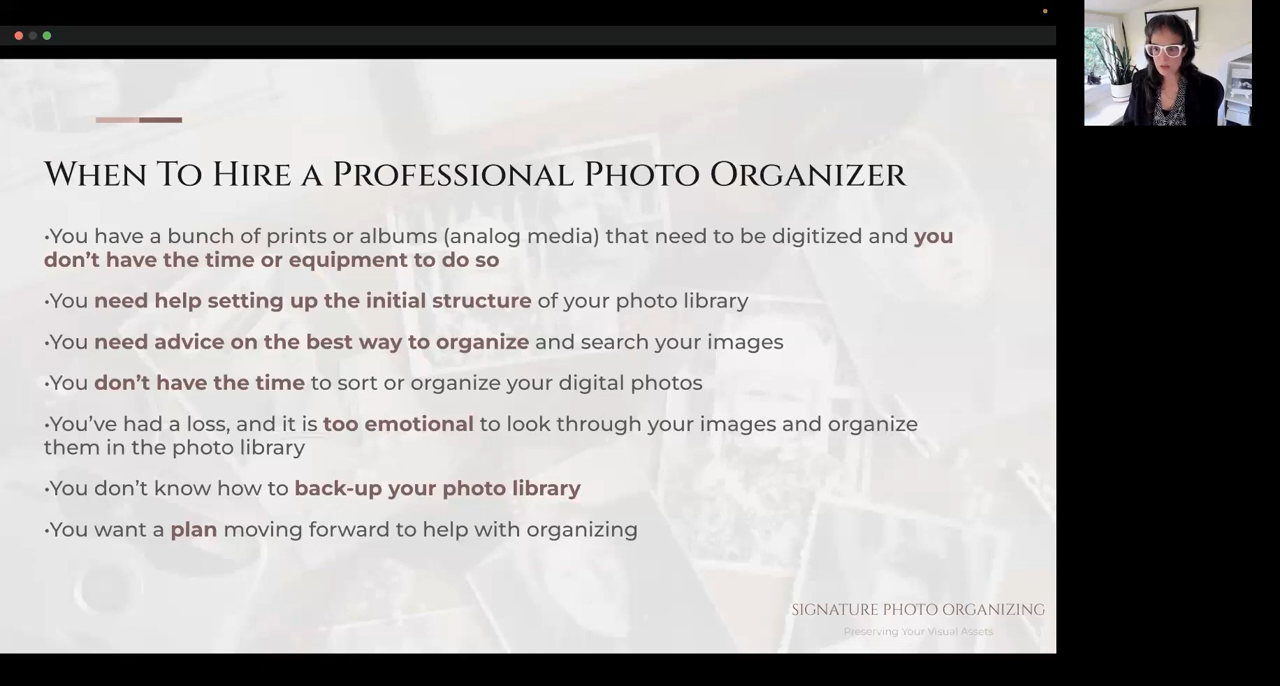 When To Hire a Professional Photo Organizer
•You have a bunch of prints or albums (analog media) that need to be digitized and you
don’t have the time or equipment to do so
•You need help setting up the initial structure of your photo library
•You need advice on the best way to organize and search your images
•You don’t have the time to sort or organize your digital photos
•You’ve had a loss, and it is too emotional to look through your images and organize
them in the photo library
•You don’t know how to back-up your photo library
•You want a plan moving forward to help with organizing
SIGNATURE PHOTO ORGANIZING
Preserving Your Visual Assets